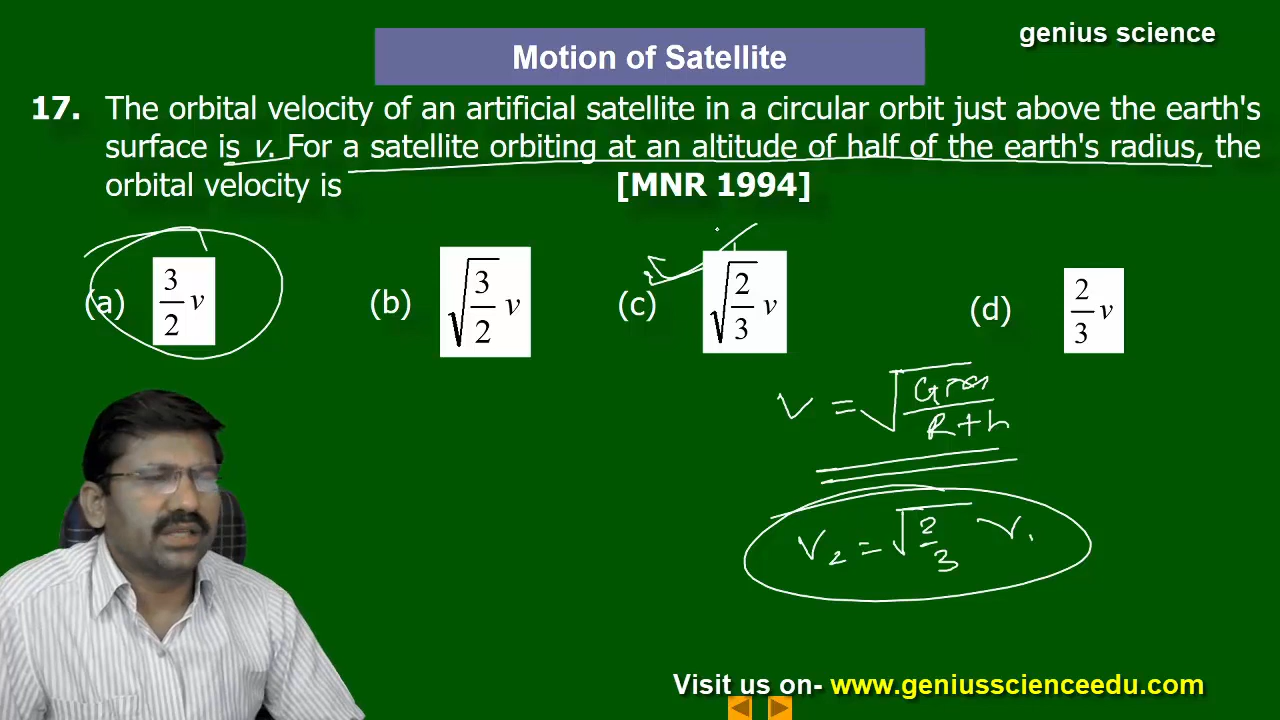 genius science
Motion of Satellite
17. The orbital velocity of an artificial satellite in a circular orbit just above the earth's
surface is v. For a satellite orbiting at an altitude of half of the earth's radius, the
orbital velocity is [MNR 1994]
(a) 3/2 v (b) √(3/2) v (c) √(2/3) v (d) 2/3 v
v = √(Gm/(R+h))
V₂ = √(2/3) V₁
Visit us on- www.geniusscienceedu.com